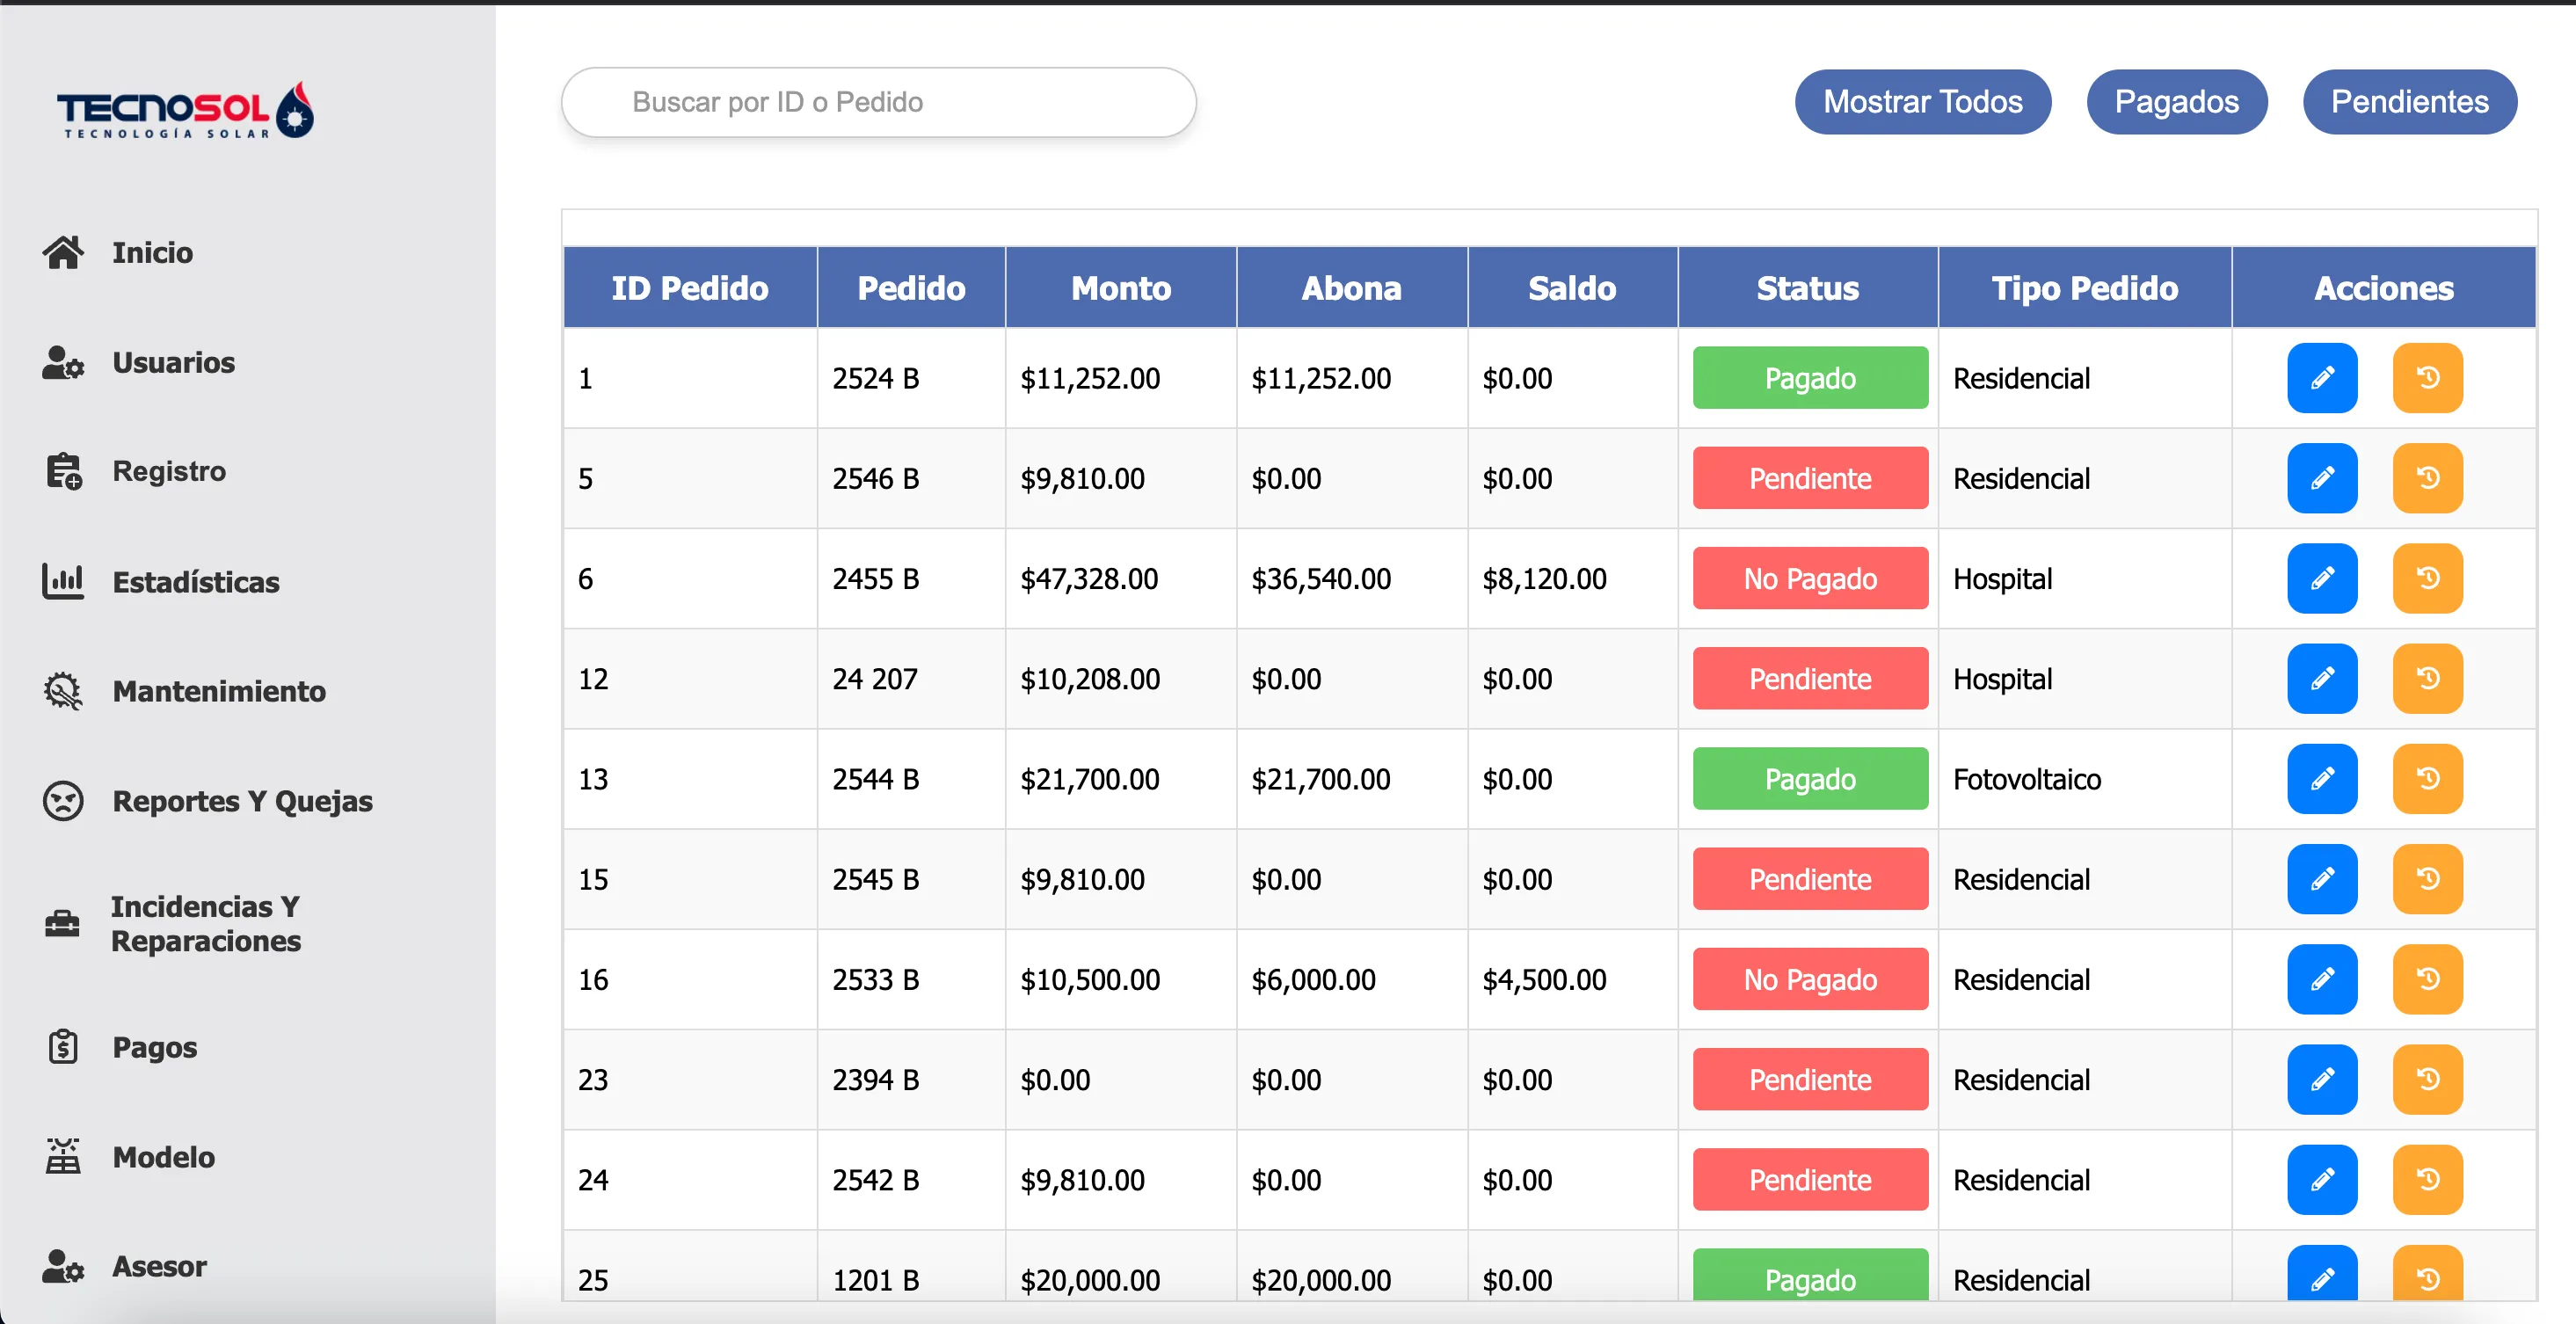 TECNOSOL
TECNOLOGÍA SOLAR
Inicio
Usuarios
Registro
Estadísticas
Mantenimiento
Reportes Y Quejas
Incidencias Y
Reparaciones
Pagos
Modelo
Asesor
Buscar por ID o Pedido
Mostrar Todos Pagados Pendientes
ID Pedido Pedido Monto Abona Saldo Status Tipo Pedido Acciones
1 2524 B $11,252.00 $11,252.00 $0.00 Pagado Residencial
5 2546 B $9,810.00 $0.00 $0.00 Pendiente Residencial
6 2455 B $47,328.00 $36,540.00 $8,120.00 No Pagado Hospital
12 24 207 $10,208.00 $0.00 $0.00 Pendiente Hospital
13 2544 B $21,700.00 $21,700.00 $0.00 Pagado Fotovoltaico
15 2545 B $9,810.00 $0.00 $0.00 Pendiente Residencial
16 2533 B $10,500.00 $6,000.00 $4,500.00 No Pagado Residencial
23 2394 B $0.00 $0.00 $0.00 Pendiente Residencial
24 2542 B $9,810.00 $0.00 $0.00 Pendiente Residencial
25 1201 B $20,000.00 $20,000.00 $0.00 Pagado Residencial